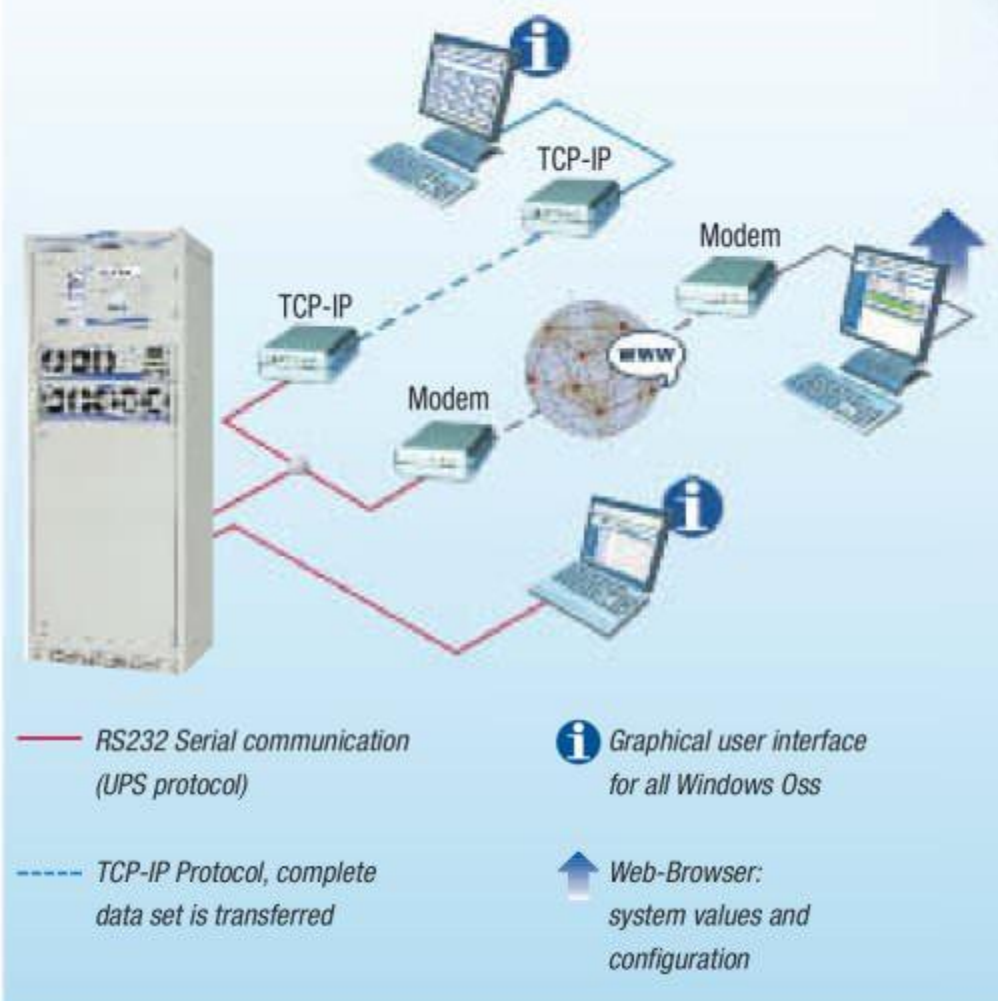 TCP-IP
Modem
TCP-IP
WWW
Modem
RS232 Serial communication
(UPS protocol)
Graphical user interface
for all Windows Oss
TCP-IP Protocol, complete
data set is transferred
Web-Browser:
system values and
configuration